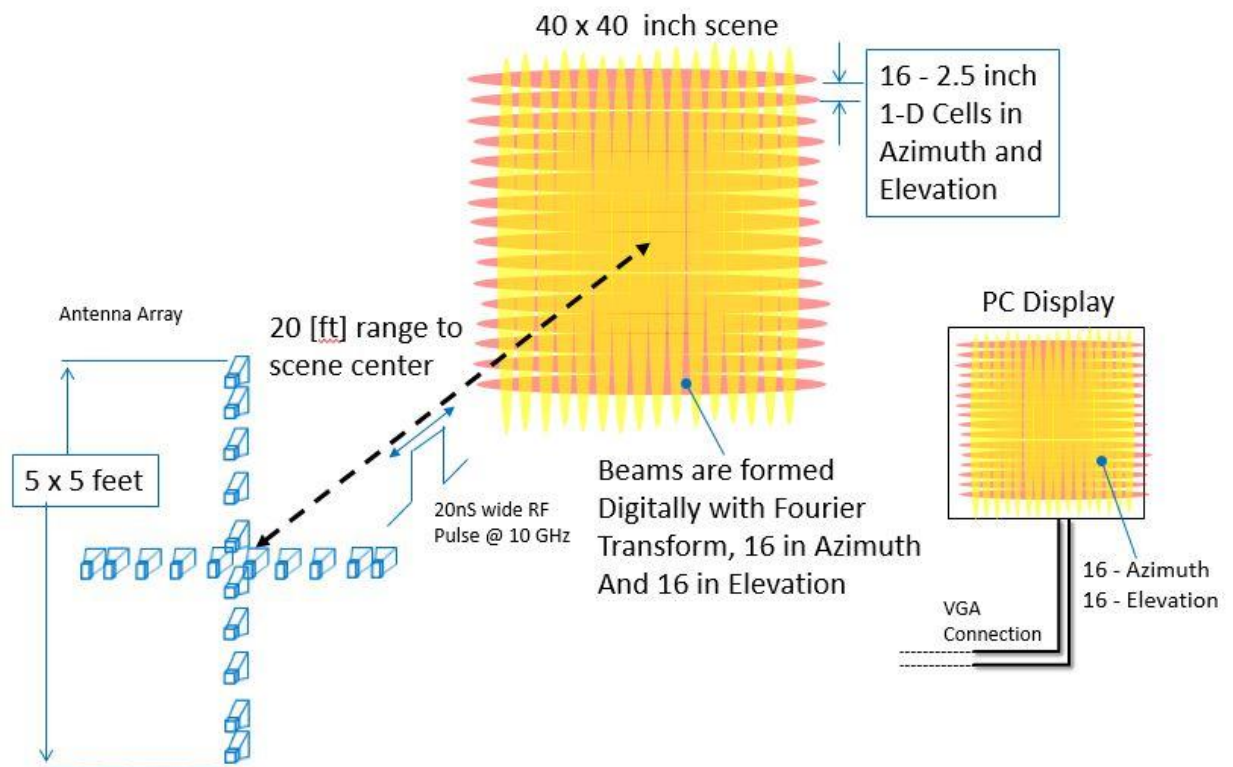 40 x 40 inch scene
16 - 2.5 inch
1-D Cells in
Azimuth and
Elevation
Antenna Array
20 [ft] range to
scene center
5 x 5 feet
20nS wide RF
Pulse @ 10 GHz
Beams are formed
Digitally with Fourier
Transform, 16 in Azimuth
And 16 in Elevation
PC Display
16 - Azimuth
16 - Elevation
VGA
Connection